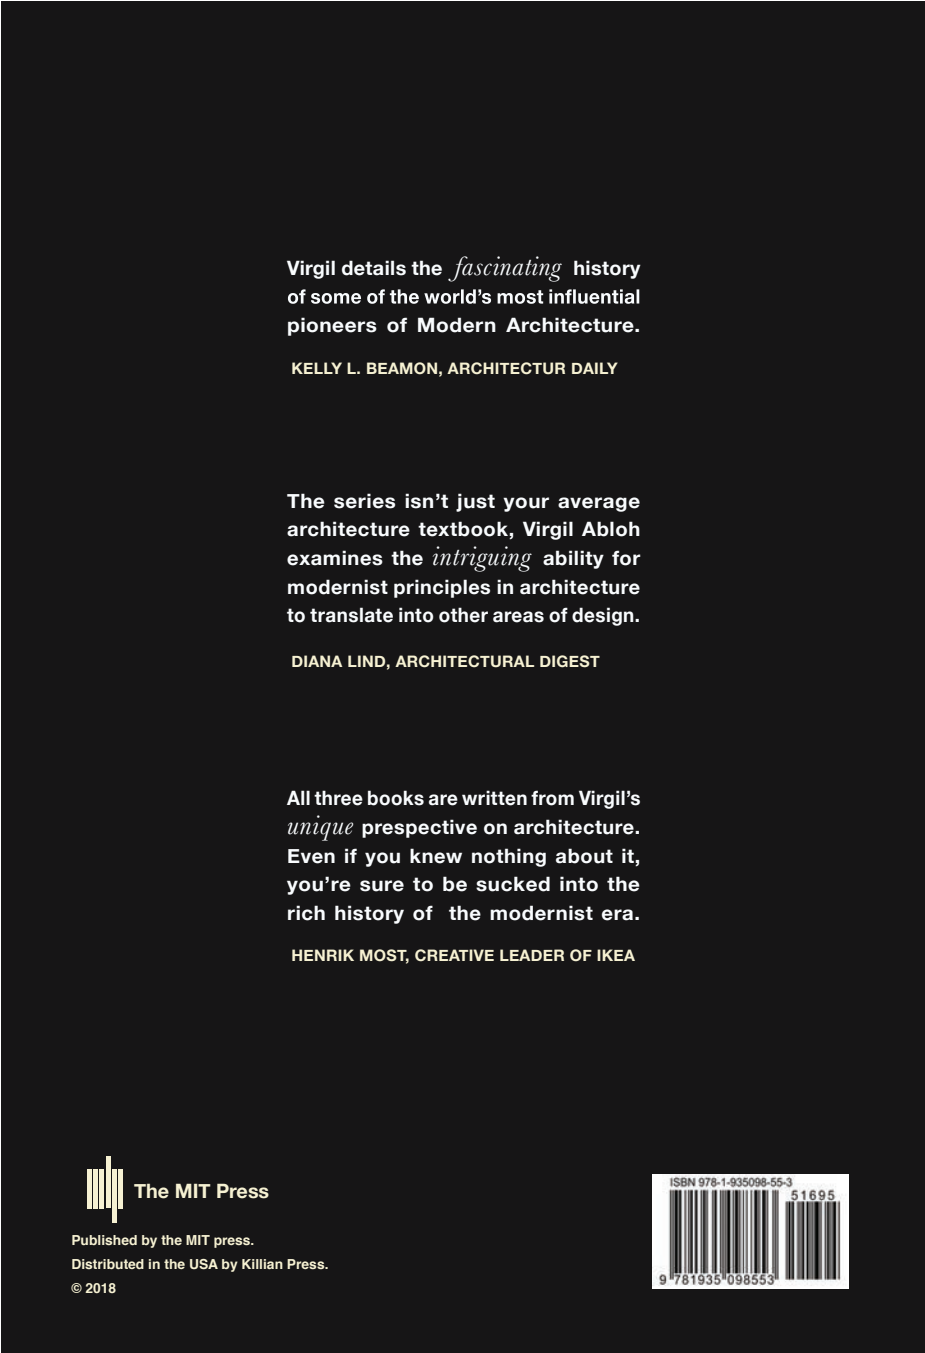 Virgil details the fascinating history
of some of the world’s most influential
pioneers of Modern Architecture.
KELLY L. BEAMON, ARCHITECTUR DAILY
The series isn’t just your average
architecture textbook, Virgil Abloh
examines the intriguing ability for
modernist principles in architecture
to translate into other areas of design.
DIANA LIND, ARCHITECTURAL DIGEST
All three books are written from Virgil’s
unique prespective on architecture.
Even if you knew nothing about it,
you’re sure to be sucked into the
rich history of the modernist era.
HENRIK MOST, CREATIVE LEADER OF IKEA
The MIT Press
Published by the MIT press.
Distributed in the USA by Killian Press.
© 2018
ISBN 978-1-935098-55-3
51695
9 781935 098553